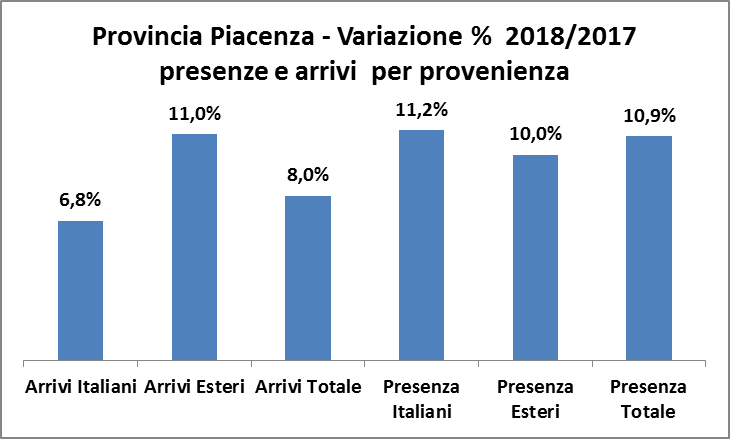 Provincia Piacenza - Variazione % 2018/2017
presenze e arrivi per provenienza
6,8%
11,0%
8,0%
11,2%
10,0%
10,9%
Arrivi Italiani
Arrivi Esteri
Arrivi Totale
Presenza
Italiani
Presenza
Esteri
Presenza
Totale